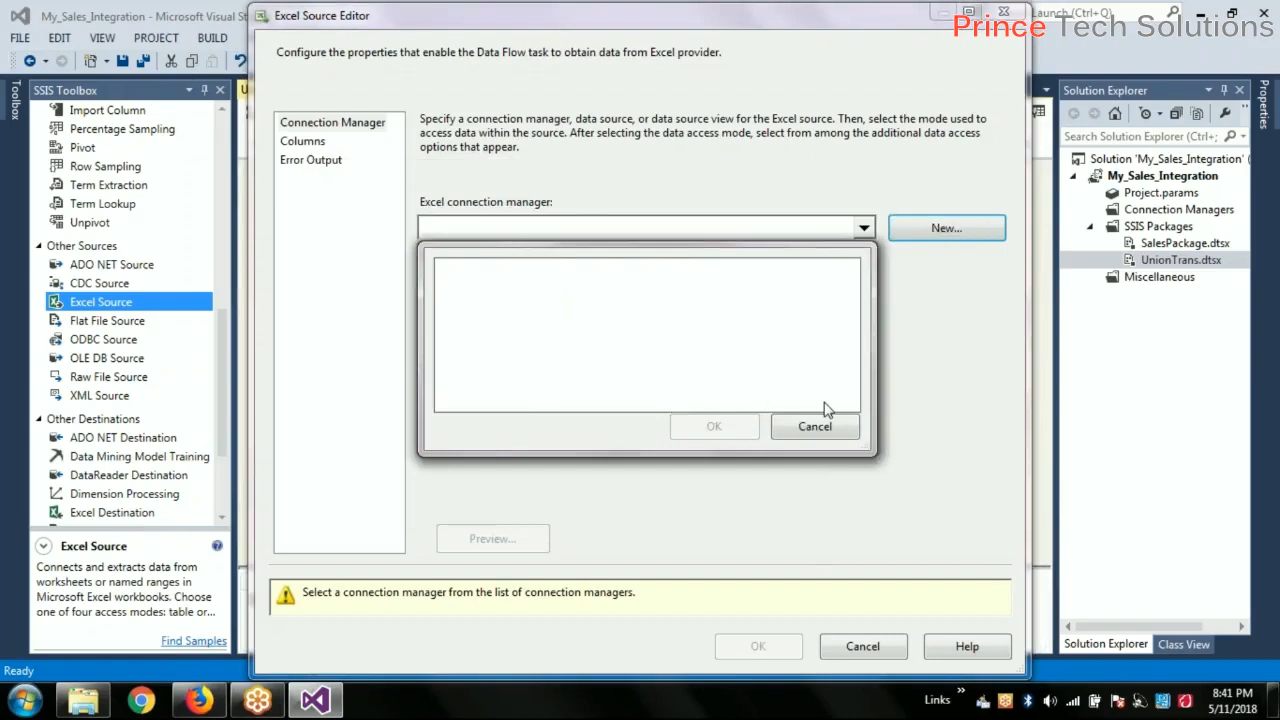 My_Sales_Integration - Microsoft Visual St
Excel Source Editor
Launch (Ctrl+Q)
Prince Tech Solutions
FILE EDIT VIEW PROJECT BUILD
Configure the properties that enable the Data Flow task to obtain data from Excel provider.
Toolbox
SSIS Toolbox
Import Column
Percentage Sampling
Pivot
Row Sampling
Term Extraction
Term Lookup
Unpivot
Other Sources
ADO NET Source
CDC Source
Excel Source
Flat File Source
ODBC Source
OLE DB Source
Raw File Source
XML Source
Other Destinations
ADO NET Destination
Data Mining Model Training
DataReader Destination
Dimension Processing
Excel Destination
Excel Source
Connects and extracts data from
worksheets or named ranges in
Microsoft Excel workbooks. Choose
one of four access modes: table or...
Find Samples
Connection Manager
Columns
Error Output
Specify a connection manager, data source, or data source view for the Excel source. Then, select the mode used to
access data within the source. After selecting the data access mode, select from among the additional data access
options that appear.
Excel connection manager:
New...
OK
Cancel
Preview...
Select a connection manager from the list of connection managers.
OK
Cancel
Help
Solution Explorer
Search Solution Explorer (Ctrl+;
Solution 'My_Sales_Integration' (
My_Sales_Integration
Project.params
Connection Managers
SSIS Packages
SalesPackage.dtsx
UnionTrans.dtsx
Miscellaneous
Solution Explorer
Class View
Properties
Ready
Links
8:41 PM
5/11/2018